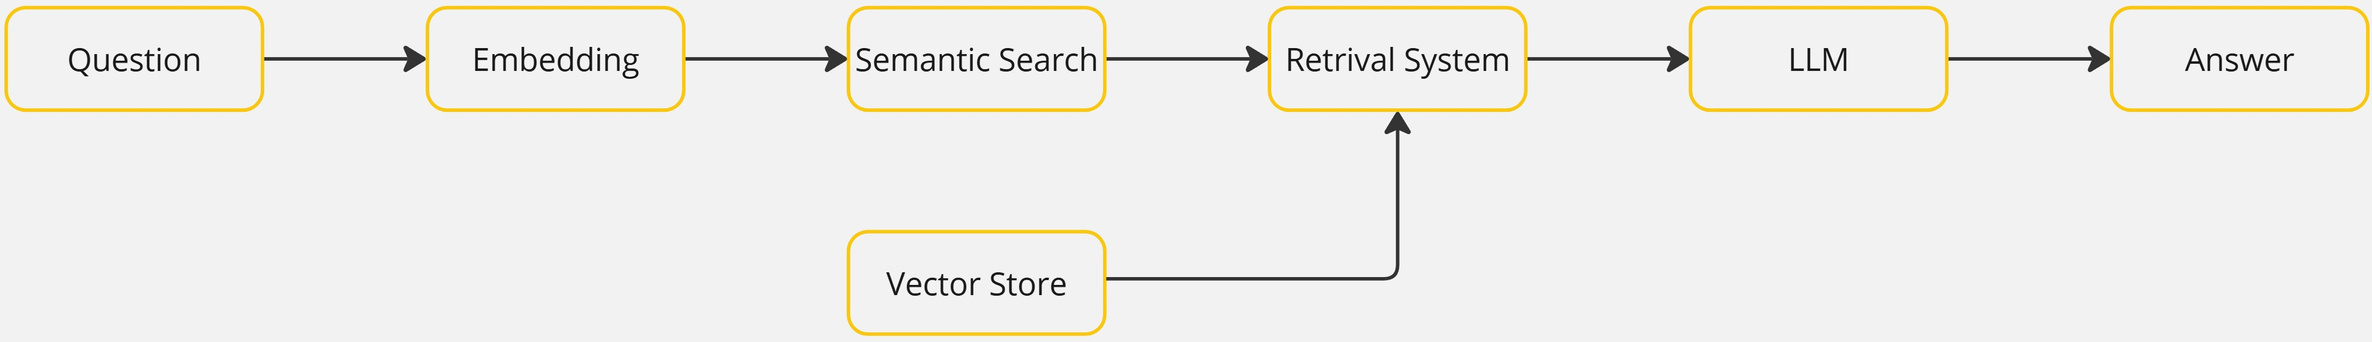 Question
Embedding
Semantic Search
Retrival System
LLM
Answer
Vector Store